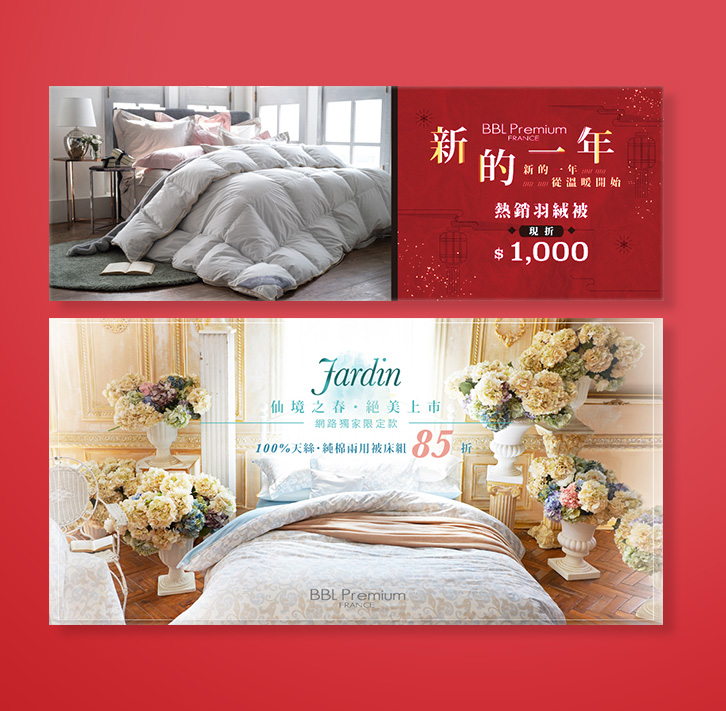 新的一年
BBL Premium
FRANCE
新的一年
從溫暖開始
熱銷羽絨被
現折
$ 1,000
Jardin
仙境之春·絕美上市
網路獨家限定款
100%天絲·純棉兩用被床組 85 折
BBL Premium
FRANCE